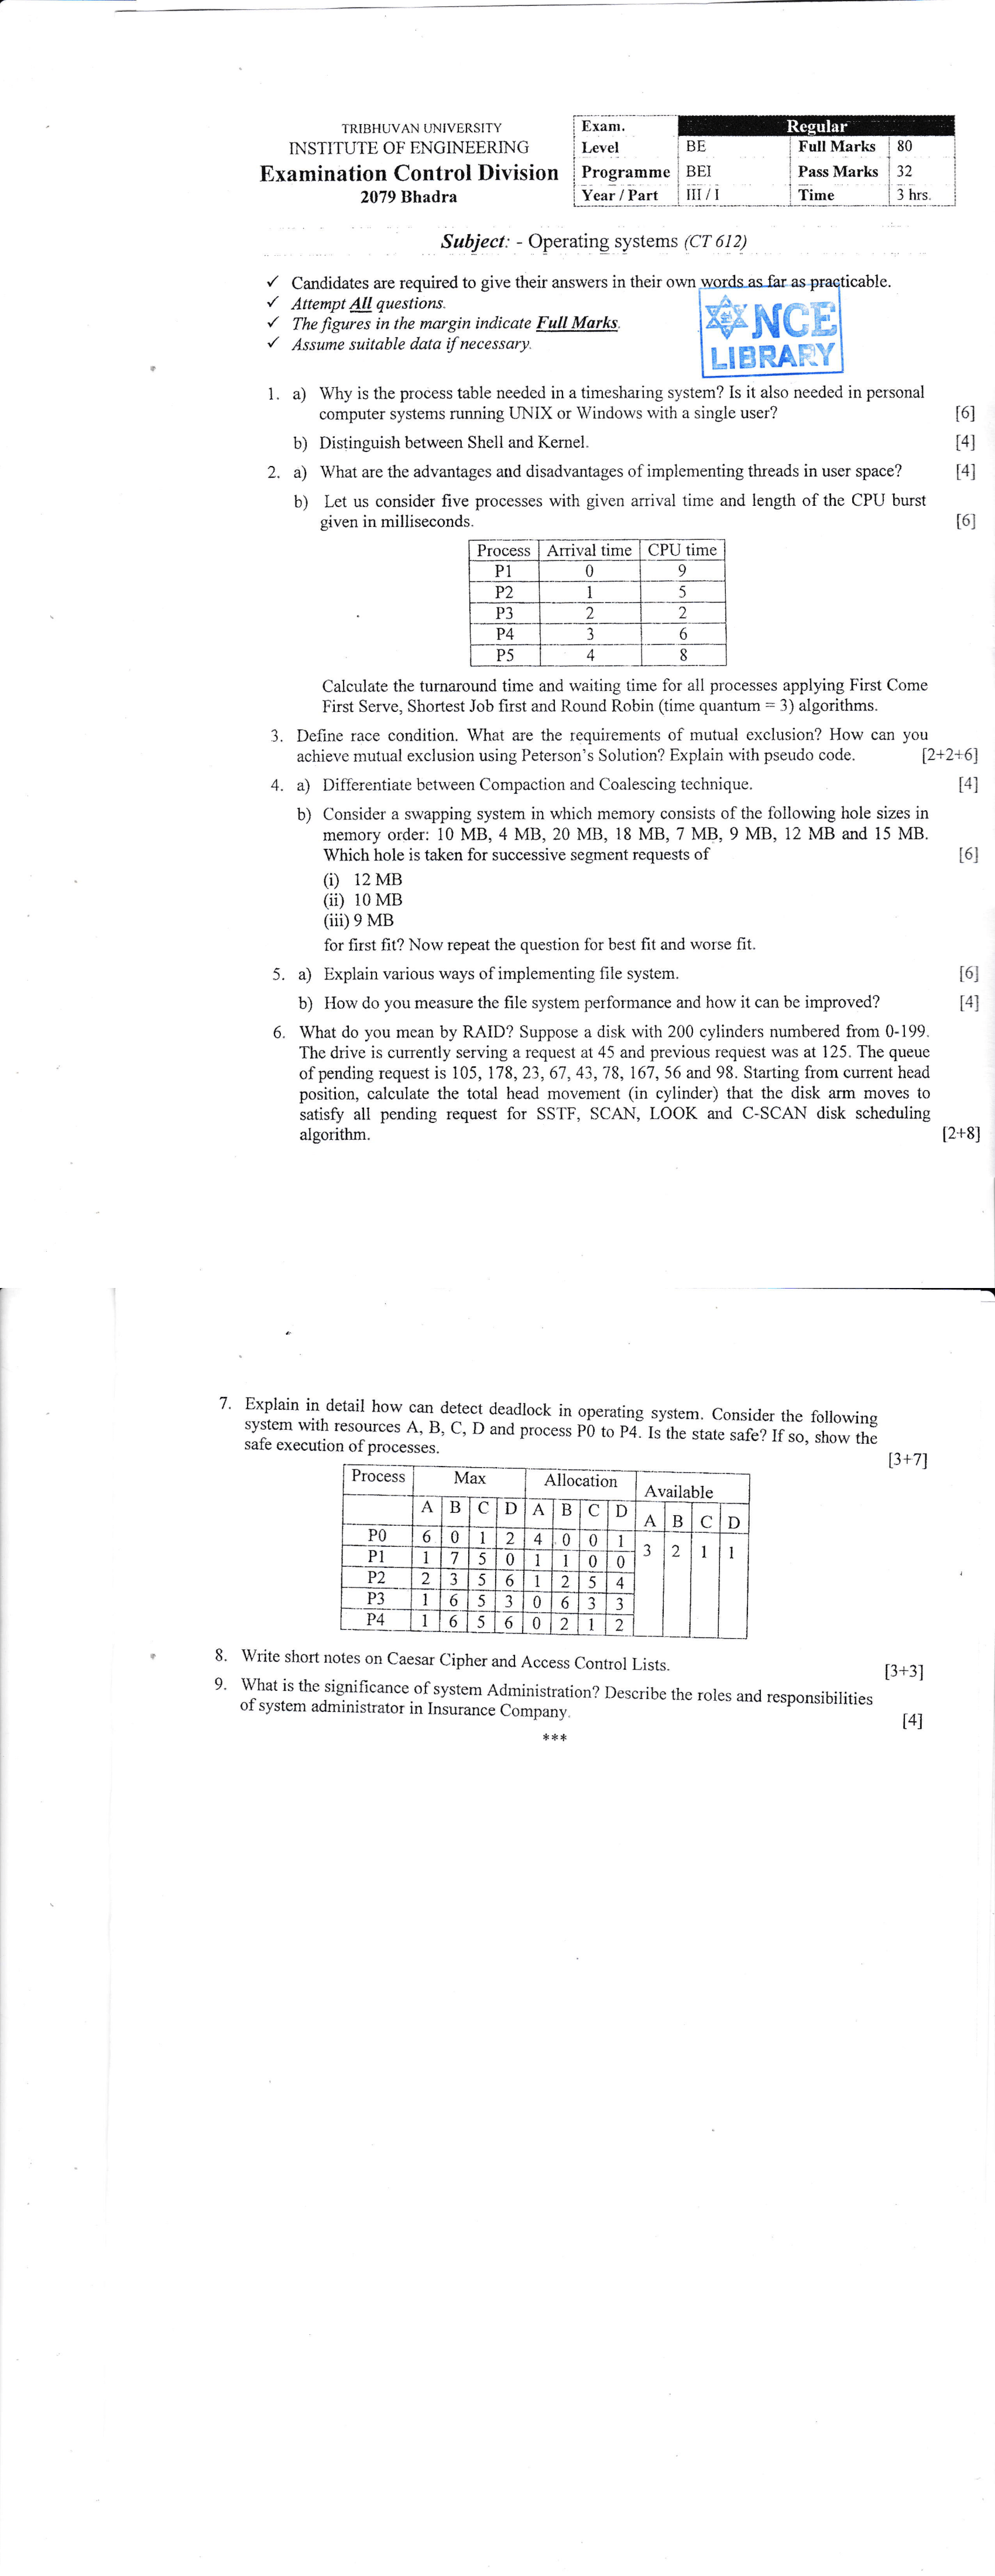 TRIBHUVAN UNIVERSITY
INSTITUTE OF ENGINEERING
Examination Control Division
2079 Bhadra
Exam. Regular
Level BE Full Marks 80
Programme BEI Pass Marks 32
Year / Part III / I Time 3 hrs.
Subject: - Operating systems (CT 612)
✓ Candidates are required to give their answers in their own words as far as practicable.
✓ Attempt All questions.
✓ The figures in the margin indicate Full Marks.
✓ Assume suitable data if necessary.
NCE
LIBRARY
1. a) Why is the process table needed in a timesharing system? Is it also needed in personal
computer systems running UNIX or Windows with a single user? [6]
b) Distinguish between Shell and Kernel. [4]
2. a) What are the advantages and disadvantages of implementing threads in user space? [4]
b) Let us consider five processes with given arrival time and length of the CPU burst
given in milliseconds. [6]
Process Arrival time CPU time
P1 0 9
P2 1 5
P3 2 2
P4 3 6
P5 4 8
Calculate the turnaround time and waiting time for all processes applying First Come
First Serve, Shortest Job first and Round Robin (time quantum = 3) algorithms.
3. Define race condition. What are the requirements of mutual exclusion? How can you
achieve mutual exclusion using Peterson's Solution? Explain with pseudo code. [2+2+6]
4. a) Differentiate between Compaction and Coalescing technique. [4]
b) Consider a swapping system in which memory consists of the following hole sizes in
memory order: 10 MB, 4 MB, 20 MB, 18 MB, 7 MB, 9 MB, 12 MB and 15 MB.
Which hole is taken for successive segment requests of [6]
(i) 12 MB
(ii) 10 MB
(iii) 9 MB
for first fit? Now repeat the question for best fit and worse fit.
5. a) Explain various ways of implementing file system. [6]
b) How do you measure the file system performance and how it can be improved? [4]
6. What do you mean by RAID? Suppose a disk with 200 cylinders numbered from 0-199.
The drive is currently serving a request at 45 and previous request was at 125. The queue
of pending request is 105, 178, 23, 67, 43, 78, 167, 56 and 98. Starting from current head
position, calculate the total head movement (in cylinder) that the disk arm moves to
satisfy all pending request for SSTF, SCAN, LOOK and C-SCAN disk scheduling
algorithm. [2+8]
7. Explain in detail how can detect deadlock in operating system. Consider the following
system with resources A, B, C, D and process P0 to P4. Is the state safe? If so, show the
safe execution of processes. [3+7]
Process Max Allocation Available
A B C D A B C D A B C D
P0 6 0 1 2 4 0 0 1 3 2 1 1
P1 1 7 5 0 1 1 0 0
P2 2 3 5 6 1 2 5 4
P3 1 6 5 3 0 6 3 3
P4 1 6 5 6 0 2 1 2
8. Write short notes on Caesar Cipher and Access Control Lists. [3+3]
9. What is the significance of system Administration? Describe the roles and responsibilities
of system administrator in Insurance Company. [4]
***